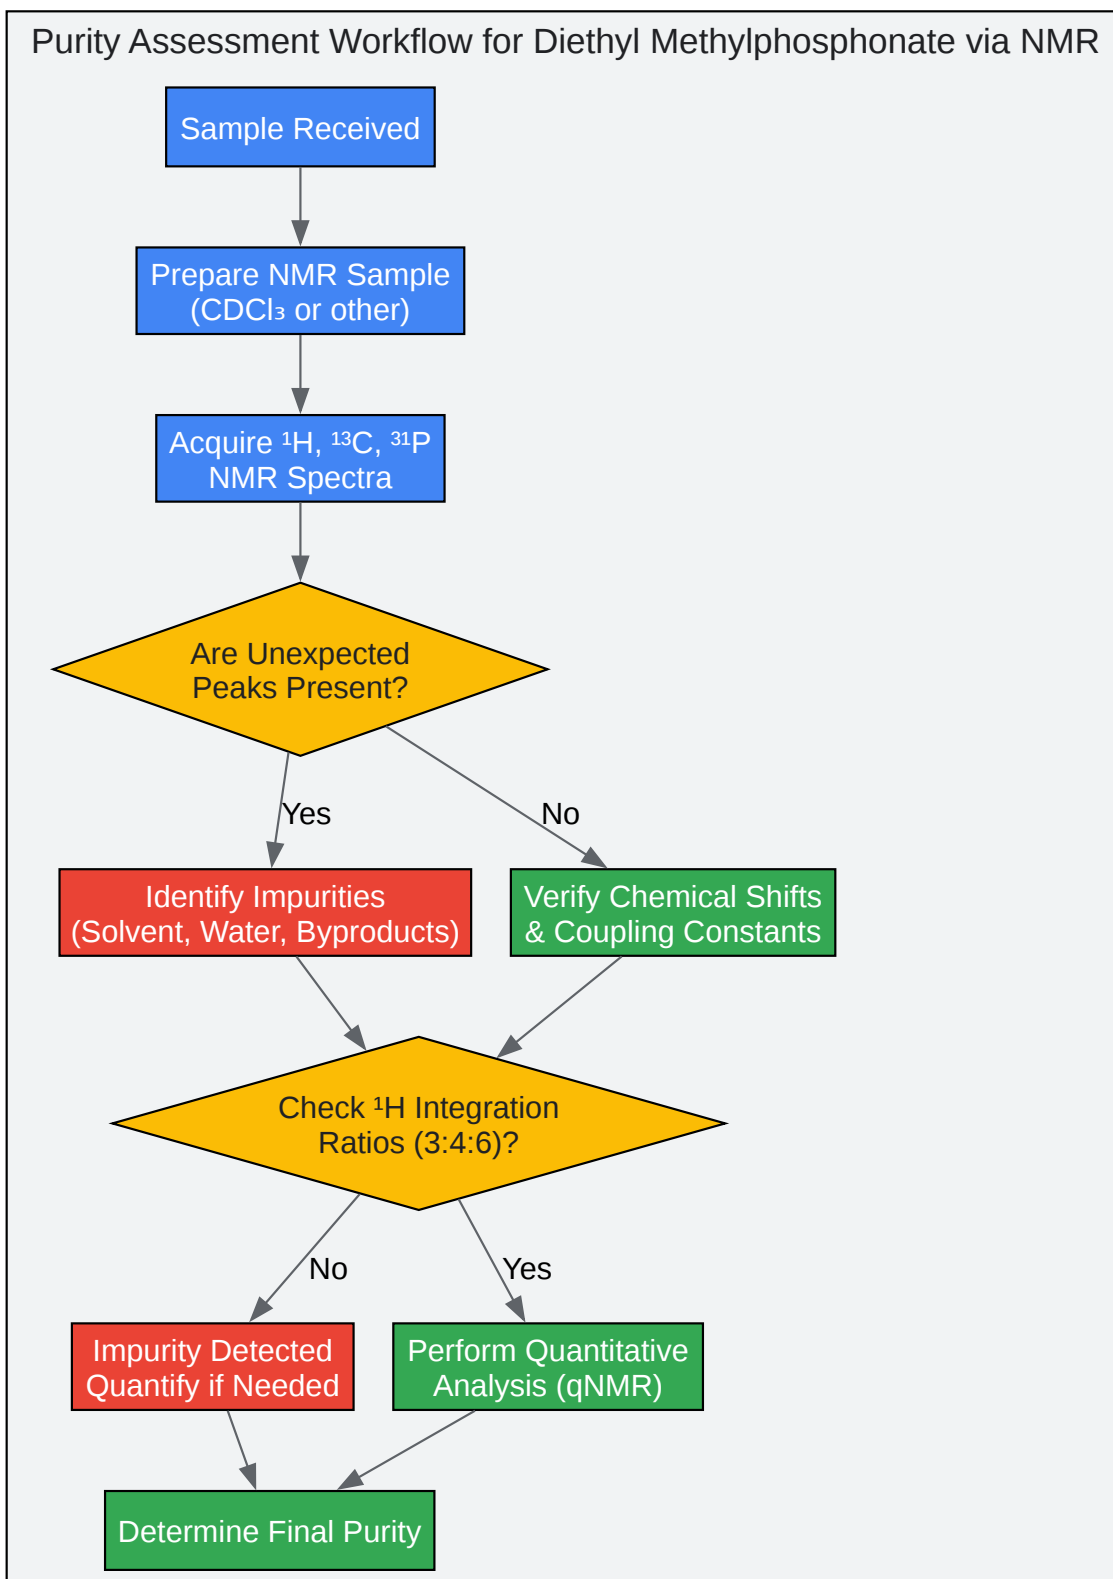 Purity Assessment Workflow for Diethyl Methylphosphonate via NMR
Sample Received
Prepare NMR Sample
(CDCl₃ or other)
Acquire ¹H, ¹³C, ³¹P
NMR Spectra
Are Unexpected
Peaks Present?
Yes
No
Identify Impurities
(Solvent, Water, Byproducts)
Verify Chemical Shifts
& Coupling Constants
Check ¹H Integration
Ratios (3:4:6)?
No
Yes
Impurity Detected
Quantify if Needed
Perform Quantitative
Analysis (qNMR)
Determine Final Purity